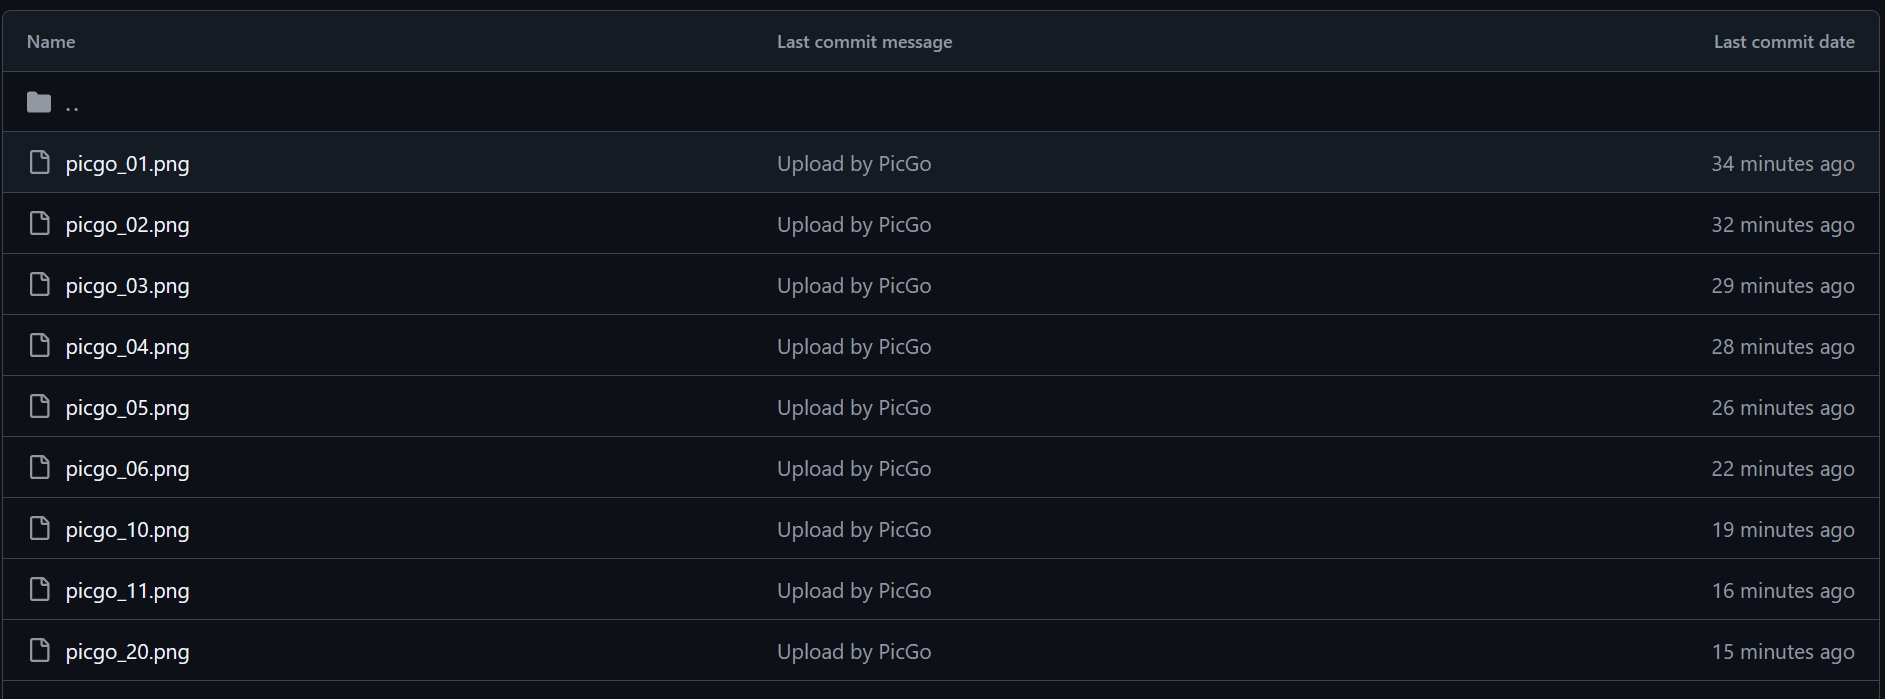 Name Last commit message Last commit date
..
picgo_01.png Upload by PicGo 34 minutes ago
picgo_02.png Upload by PicGo 32 minutes ago
picgo_03.png Upload by PicGo 29 minutes ago
picgo_04.png Upload by PicGo 28 minutes ago
picgo_05.png Upload by PicGo 26 minutes ago
picgo_06.png Upload by PicGo 22 minutes ago
picgo_10.png Upload by PicGo 19 minutes ago
picgo_11.png Upload by PicGo 16 minutes ago
picgo_20.png Upload by PicGo 15 minutes ago